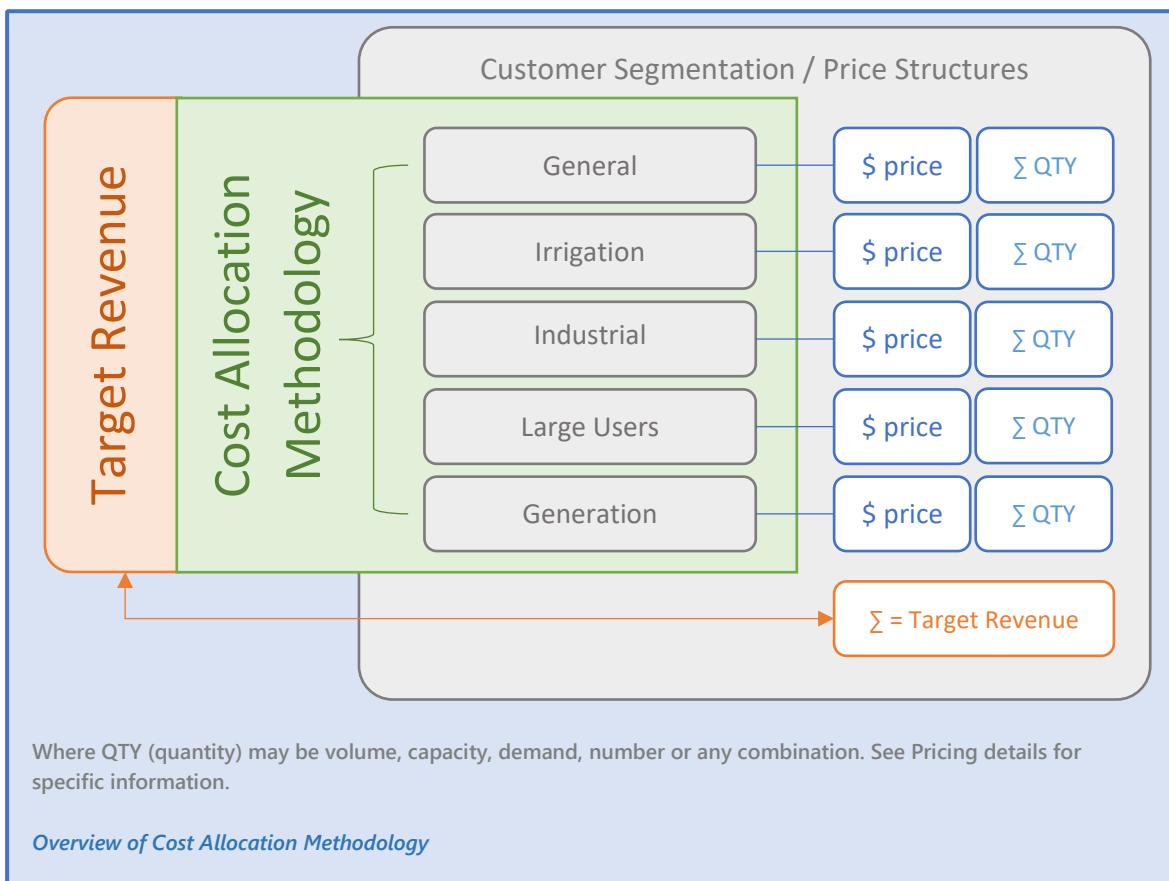 Customer Segmentation / Price Structures
Target Revenue
Cost Allocation
Methodology
General
$ price
∑ QTY
Irrigation
$ price
∑ QTY
Industrial
$ price
∑ QTY
Large Users
$ price
∑ QTY
Generation
$ price
∑ QTY
∑ = Target Revenue
Where QTY (quantity) may be volume, capacity, demand, number or any combination. See Pricing details for
specific information.
Overview of Cost Allocation Methodology